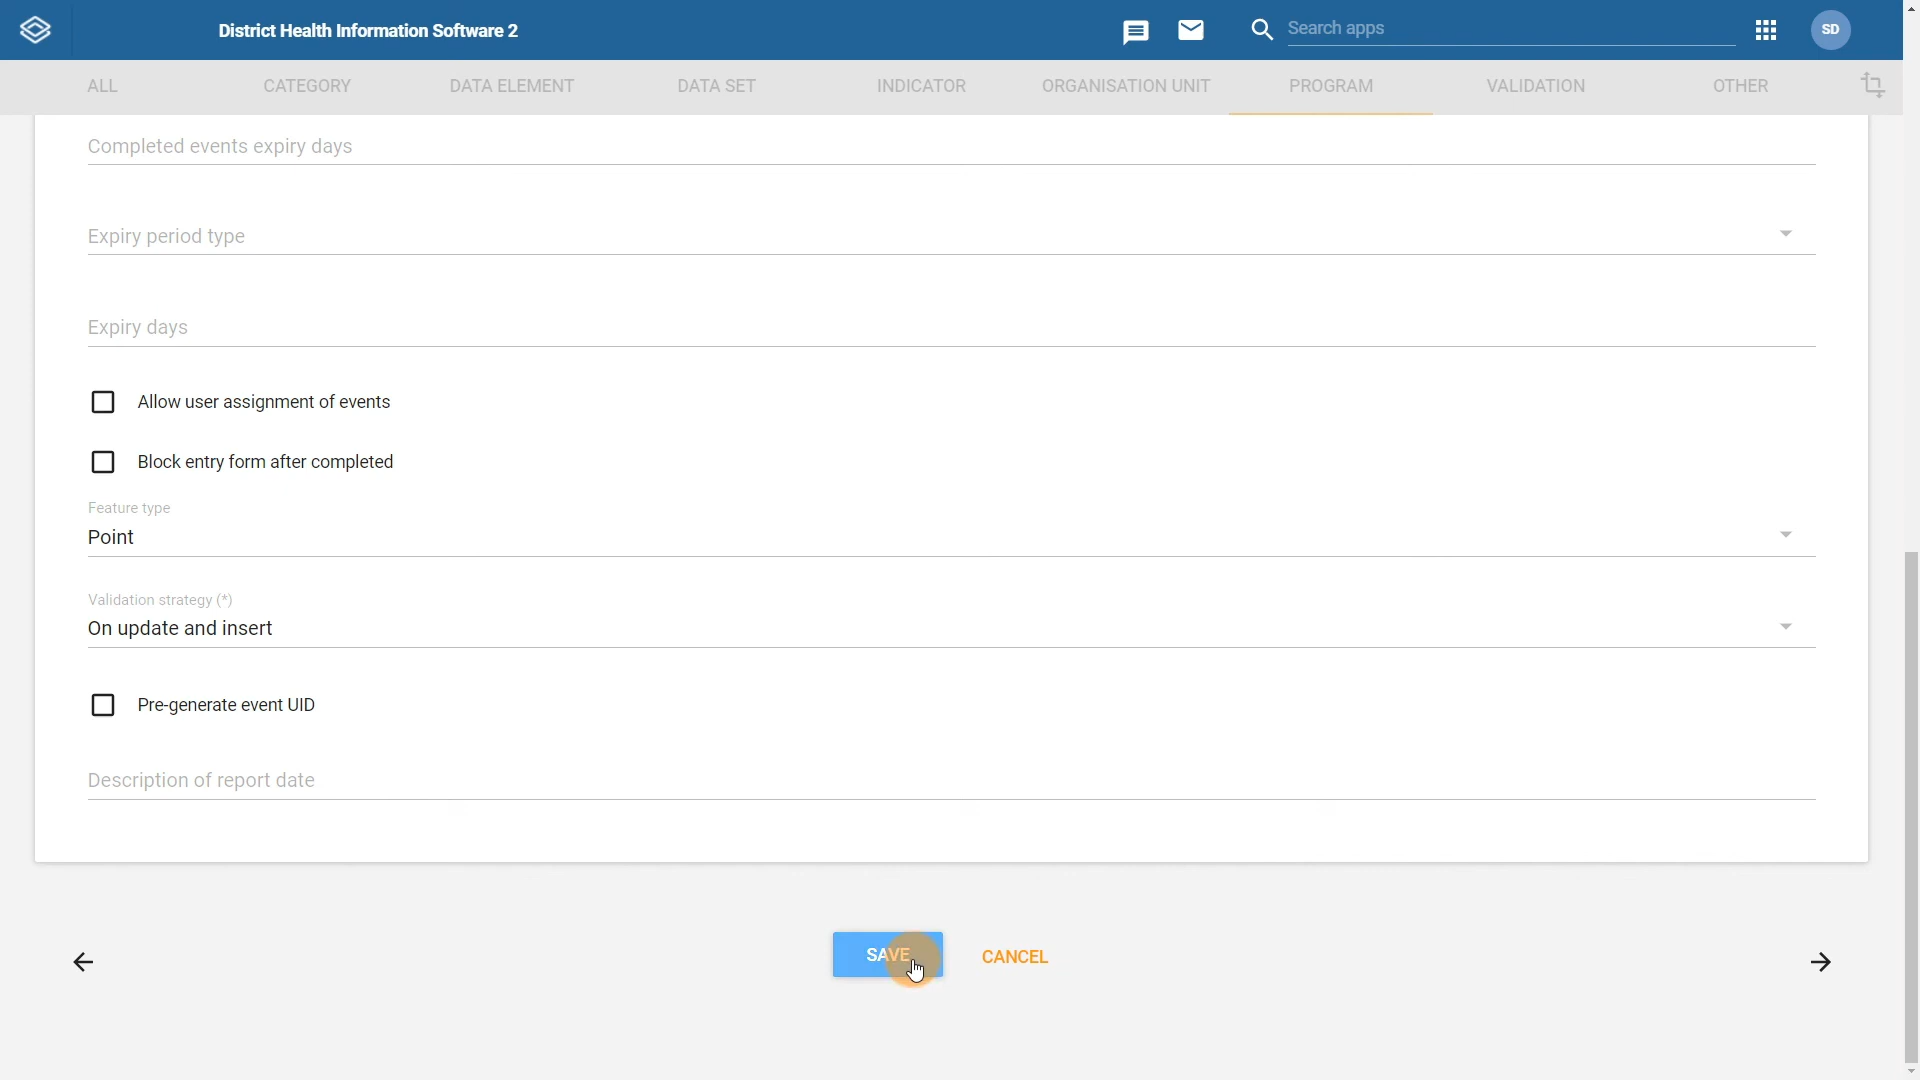 District Health Information Software 2
Search apps
SD
ALL CATEGORY DATA ELEMENT DATA SET INDICATOR ORGANISATION UNIT PROGRAM VALIDATION OTHER
Completed events expiry days
Expiry period type
Expiry days
Allow user assignment of events
Block entry form after completed
Feature type
Point
Validation strategy (*)
On update and insert
Pre-generate event UID
Description of report date
SAVE CANCEL